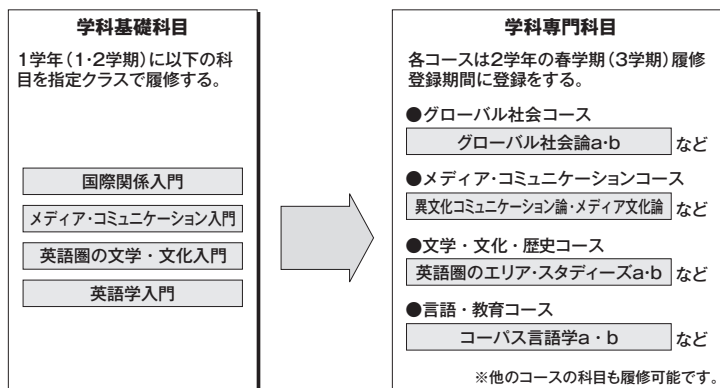 学科基礎科目
1学年(1・2学期)に以下の科
目を指定クラスで履修する。
国際関係入門
メディア・コミュニケーション入門
英語圏の文学・文化入門
英語学入門
学科専門科目
各コースは2学年の春学期(3学期)履修
登録期間に登録をする。
●グローバル社会コース
グローバル社会論a・b など
●メディア・コミュニケーションコース
異文化コミュニケーション論・メディア文化論 など
●文学・文化・歴史コース
英語圏のエリア・スタディーズa・b など
●言語・教育コース
コーパス言語学a・b など
※他のコースの科目も履修可能です。